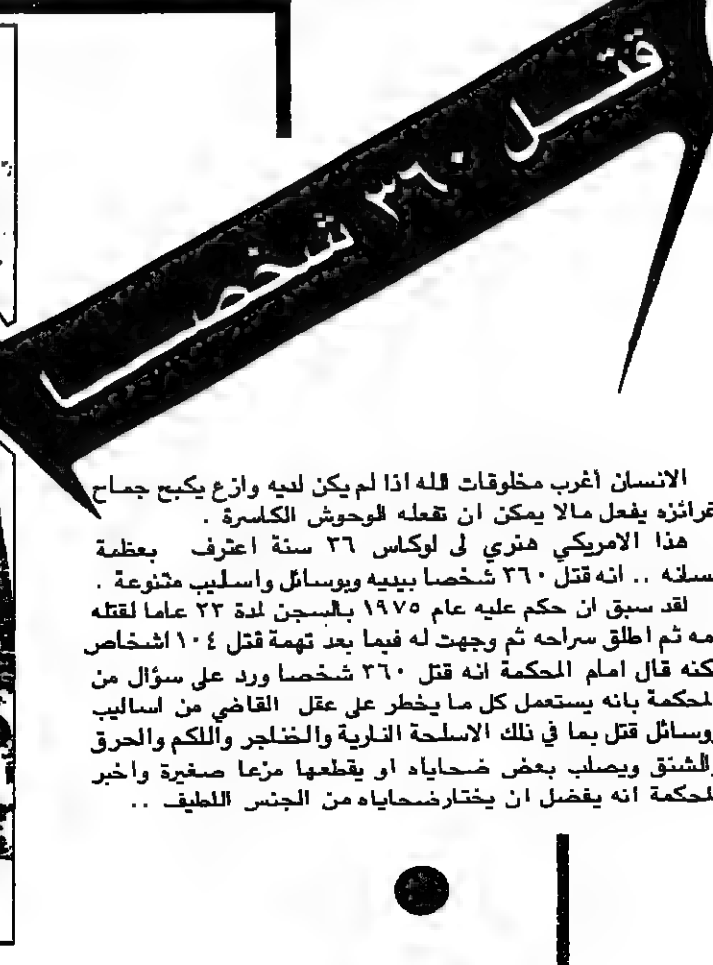 قتــل ٣٦٠ شخصــا
الانسان أغرب مخلوقات الله اذا لم يكن لديه وازع يكبح جماح
غرائزه يفعل مالا يمكن ان تفعله الوحوش الكاسرة .
هذا الامريكي هنري لى لوكاس ٣٦ سنة اعترف بعظمة
لسانه .. انه قتل ٣٦٠ شخصا بيديه وبوسائل واساليب متنوعة .
لقد سبق ان حكم عليه عام ١٩٧٥ بالسجن لمدة ٢٣ عاما لقتله
امه ثم اطلق سراحه ثم وجهت له فيما بعد تهمة قتل ١٠٤ اشخاص
لكنه قال امام المحكمة انه قتل ٣٦٠ شخصا ورد على سؤال من
المحكمة بانه يستعمل كل ما يخطر على عقل القاضي من اساليب
ووسائل قتل بما في ذلك الاسلحة النارية والخناجر واللكم والحرق
والشنق ويصلب بعض ضحاياه او يقطعها مزعا صغيرة واخبر
المحكمة انه يفضل ان يختارضحاياه من الجنس اللطيف ..